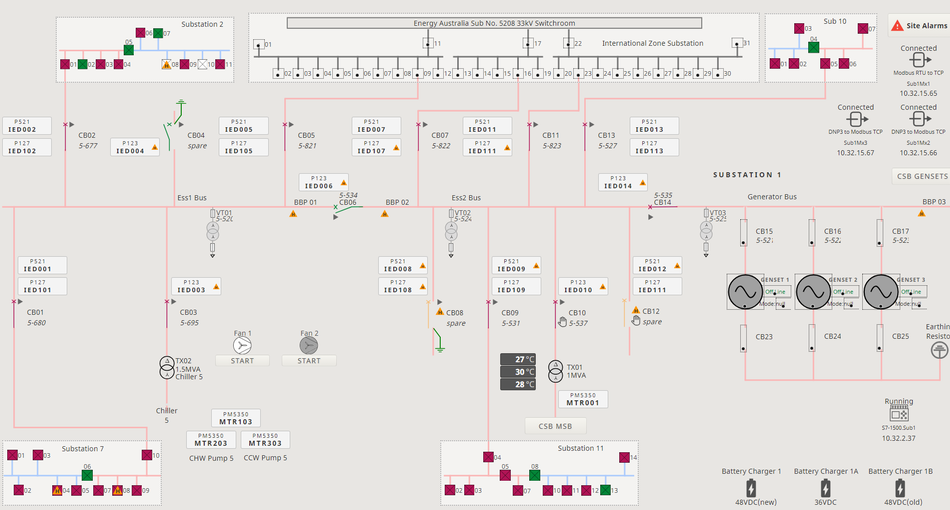 Substation 2
06
07
05
01
02
03
04
08
09
10
11
Energy Australia Sub No. 5208 33kV Switchroom
International Zone Substation
01
11
17
22
31
02
03
04
05
06
07
08
09
10
12
13
14
15
16
18
19
20
21
23
24
25
26
27
28
29
30
Sub 10
03
07
04
01
02
05
06
Site Alarms
Connected
Modbus RTU to TCP
Sub1Mx1
10.32.15.65
Connected
DNP3 to Modbus TCP
Sub1Mx3
10.32.15.67
Connected
DNP3 to Modbus TCP
Sub1Mx2
10.32.15.66
CSB GENSETS
P521
IED002
P127
IED102
CB02
5-677
P123
IED004
CB04
spare
P521
IED005
P127
IED105
CB05
5-821
P521
IED007
P127
IED107
CB07
5-822
P521
IED011
P127
IED111
CB11
5-823
CB13
5-527
P521
IED013
P127
IED113
SUBSTATION 1
P123
IED006
5-534
CB06
P123
IED014
5-535
CB14
Ess1 Bus
BBP 01
BBP 02
Ess2 Bus
Generator Bus
BBP 03
VT01
5-520
VT02
5-524
VT03
5-525
CB15
5-521
CB16
5-522
CB17
P521
IED001
P127
IED101
CB01
5-680
P123
IED003
CB03
5-695
P521
IED008
P127
IED108
CB08
spare
P521
IED009
P127
IED109
CB09
5-531
P123
IED010
CB10
5-537
P521
IED012
P127
IED111
CB12
spare
GENSET 1
Mode
GENSET 2
Mode
GENSET 3
Mode
CB23
CB24
CB25
Earthin
Resisto
Fan 1
START
Fan 2
START
TX02
1.5MVA
Chiller 5
27 °C
30 °C
28 °C
TX01
1MVA
PM5350
MTR001
CSB MSB
Chiller
5
PM5350
MTR103
PM5350
MTR203
PM5350
MTR303
CHW Pump 5
CCW Pump 5
Running
S7-1500.Sub1
10.32.2.37
Substation 7
01
03
06
10
02
04
05
07
08
09
Substation 11
04
05
08
14
02
03
07
10
11
12
13
Battery Charger 1
48VDC(new)
Battery Charger 1A
36VDC
Battery Charger 1B
48VDC(old)